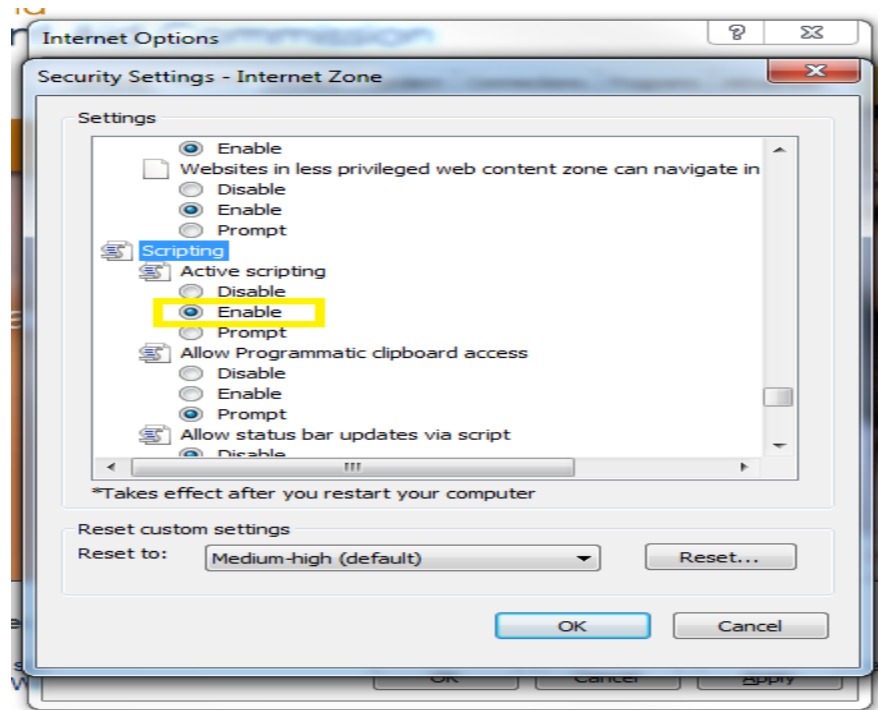 Internet Options
Security Settings - Internet Zone
Settings
Enable
Websites in less privileged web content zone can navigate in
Disable
Enable
Prompt
Scripting
Active scripting
Disable
Enable
Prompt
Allow Programmatic clipboard access
Disable
Enable
Prompt
Allow status bar updates via script
Disable
*Takes effect after you restart your computer
Reset custom settings
Reset to: Medium-high (default) Reset...
OK Cancel
OK Cancel Apply